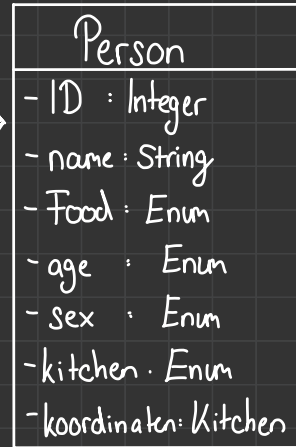 Person
- ID : Integer
- name : String
- Food : Enum
- age : Enum
- sex : Enum
- kitchen . Enum
- koordinaten : Kitchen